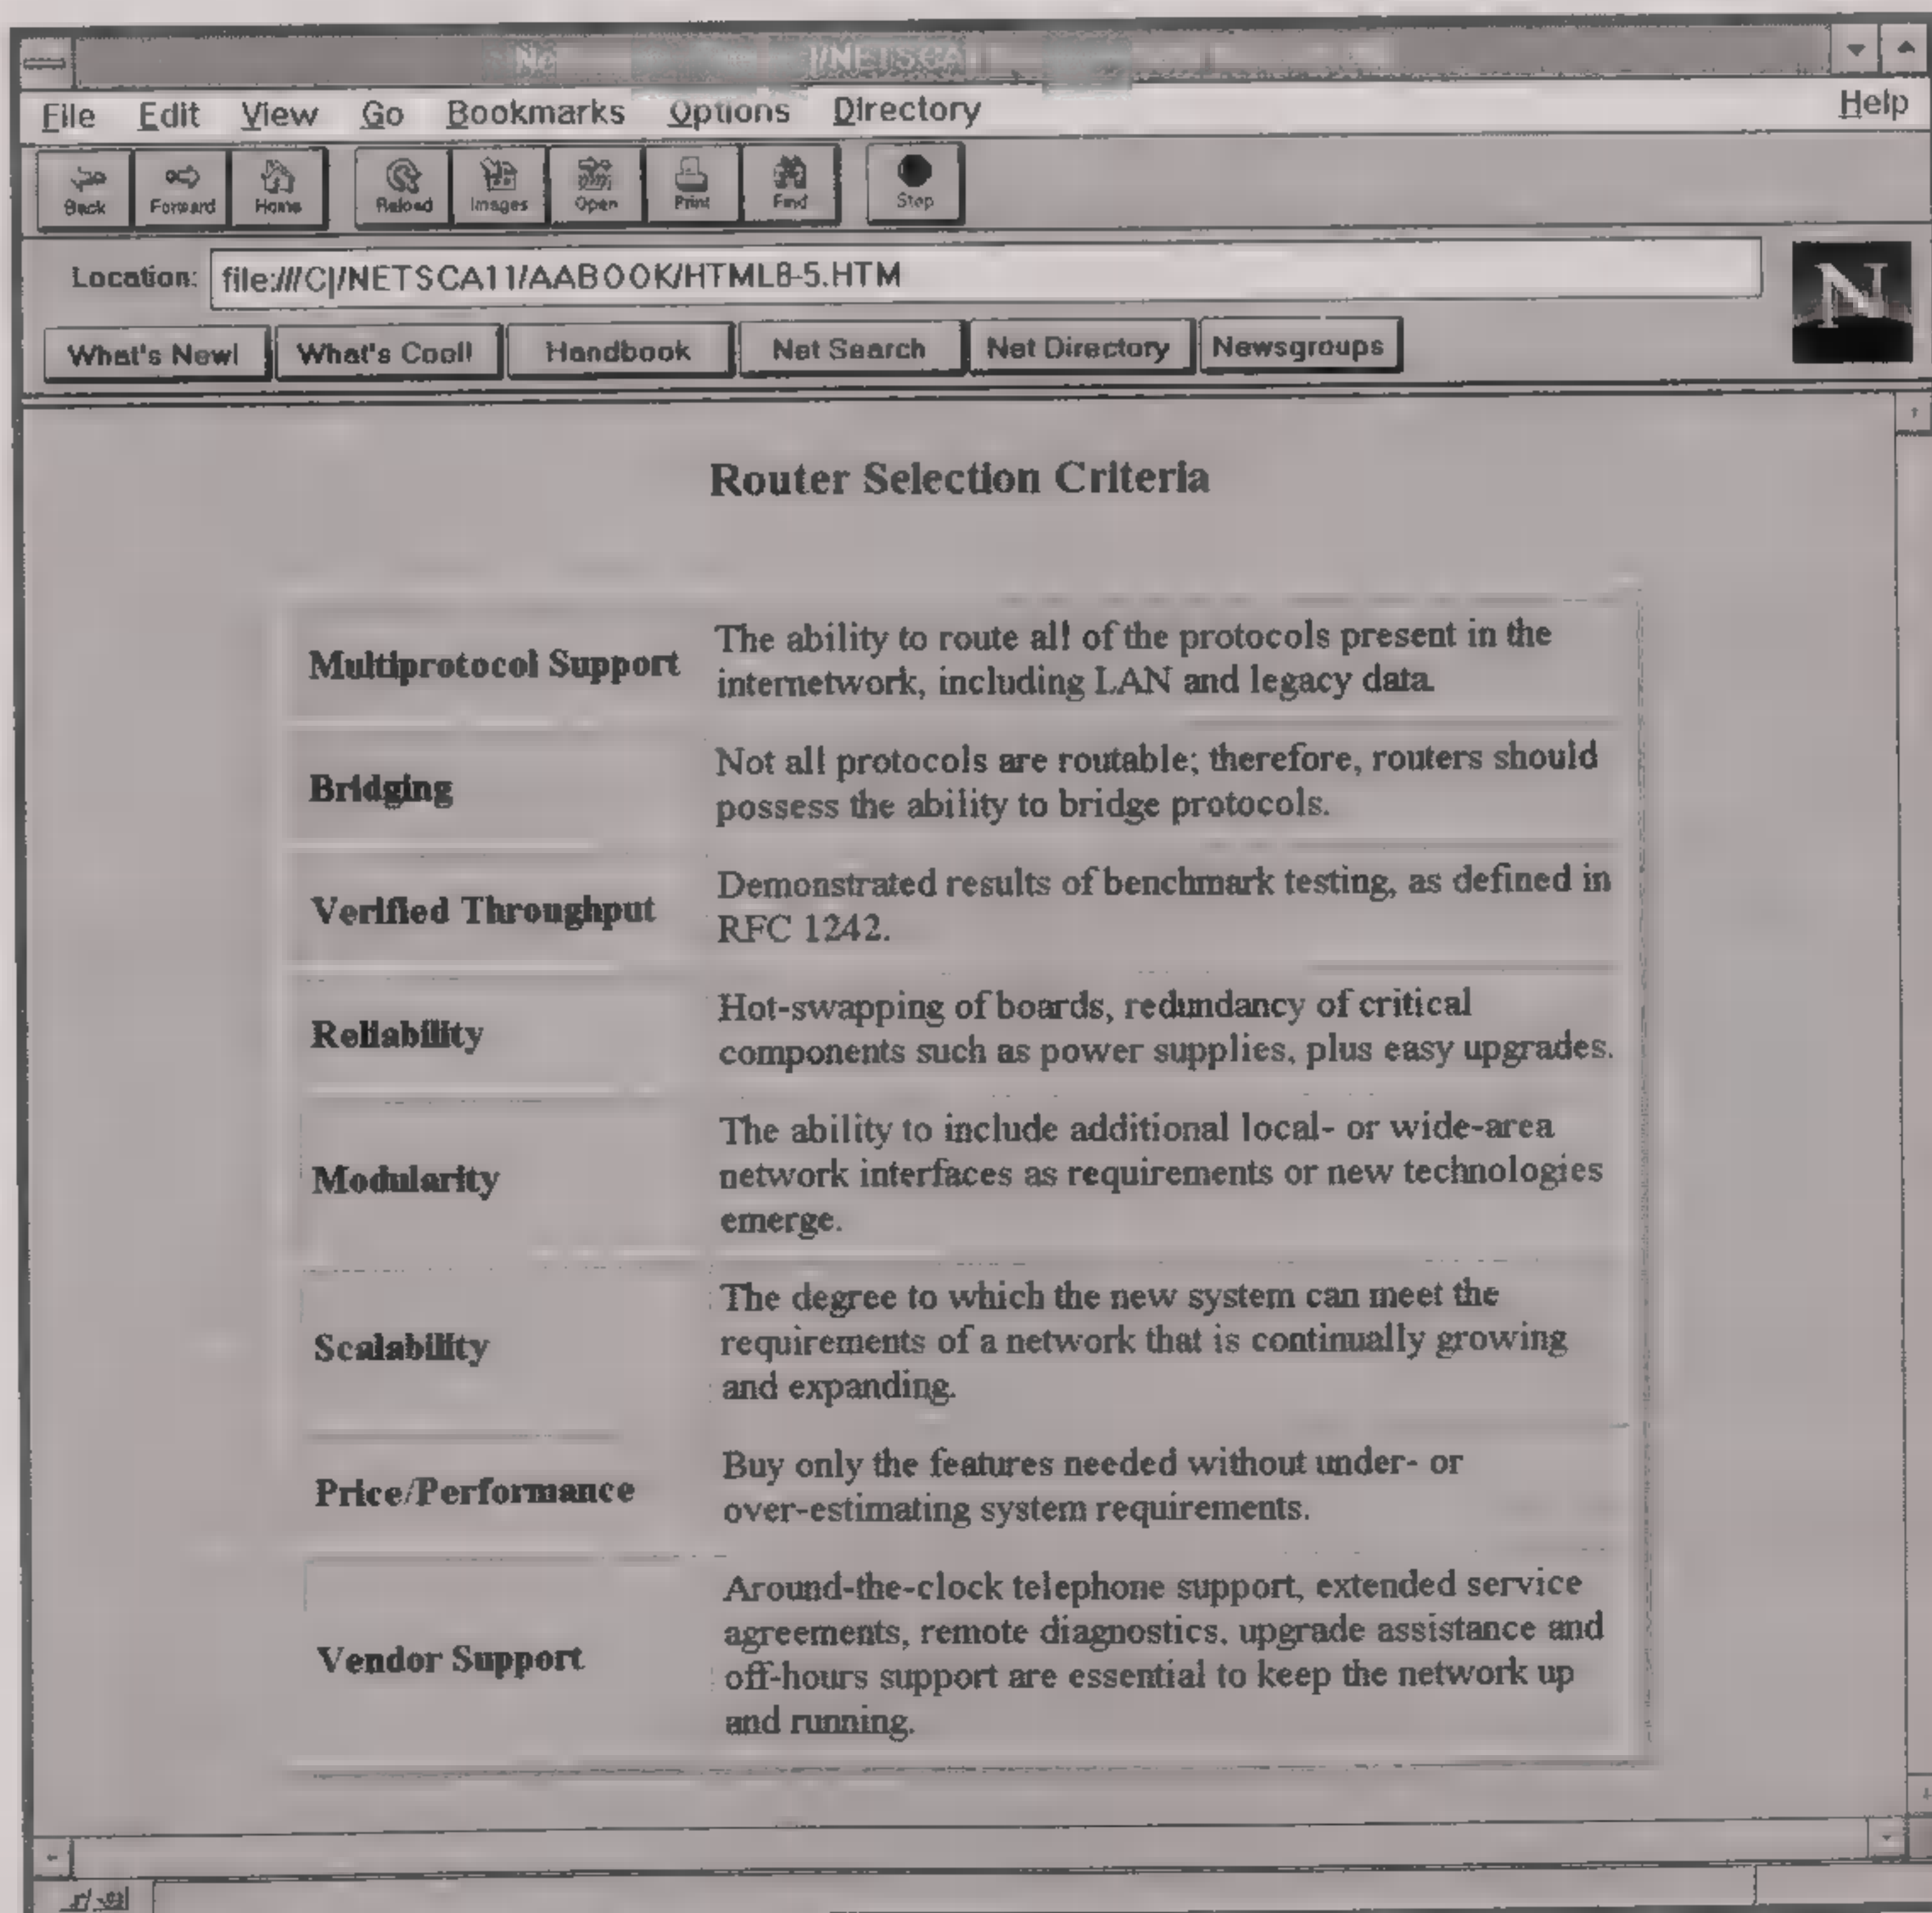 /NETSCA
File Edit View Go Bookmarks Options Directory Help
Back Forward Home Reload Images Open Print Find Stop
Location: file:///C|/NETSCA11/AABOOK/HTML8-5.HTM
N
What's New! What's Cool! Handbook Net Search Net Directory Newsgroups
Router Selection Criteria
Multiprotocol Support
The ability to route all of the protocols present in the
internetwork, including LAN and legacy data.
Bridging
Not all protocols are routable; therefore, routers should
possess the ability to bridge protocols.
Verified Throughput
Demonstrated results of benchmark testing, as defined in
RFC 1242.
Reliability
Hot-swapping of boards, redundancy of critical
components such as power supplies, plus easy upgrades.
Modularity
The ability to include additional local- or wide-area
network interfaces as requirements or new technologies
emerge.
Scalability
The degree to which the new system can meet the
requirements of a network that is continually growing
and expanding.
Price/Performance
Buy only the features needed without under- or
over-estimating system requirements.
Vendor Support
Around-the-clock telephone support, extended service
agreements, remote diagnostics, upgrade assistance and
off-hours support are essential to keep the network up
and running.